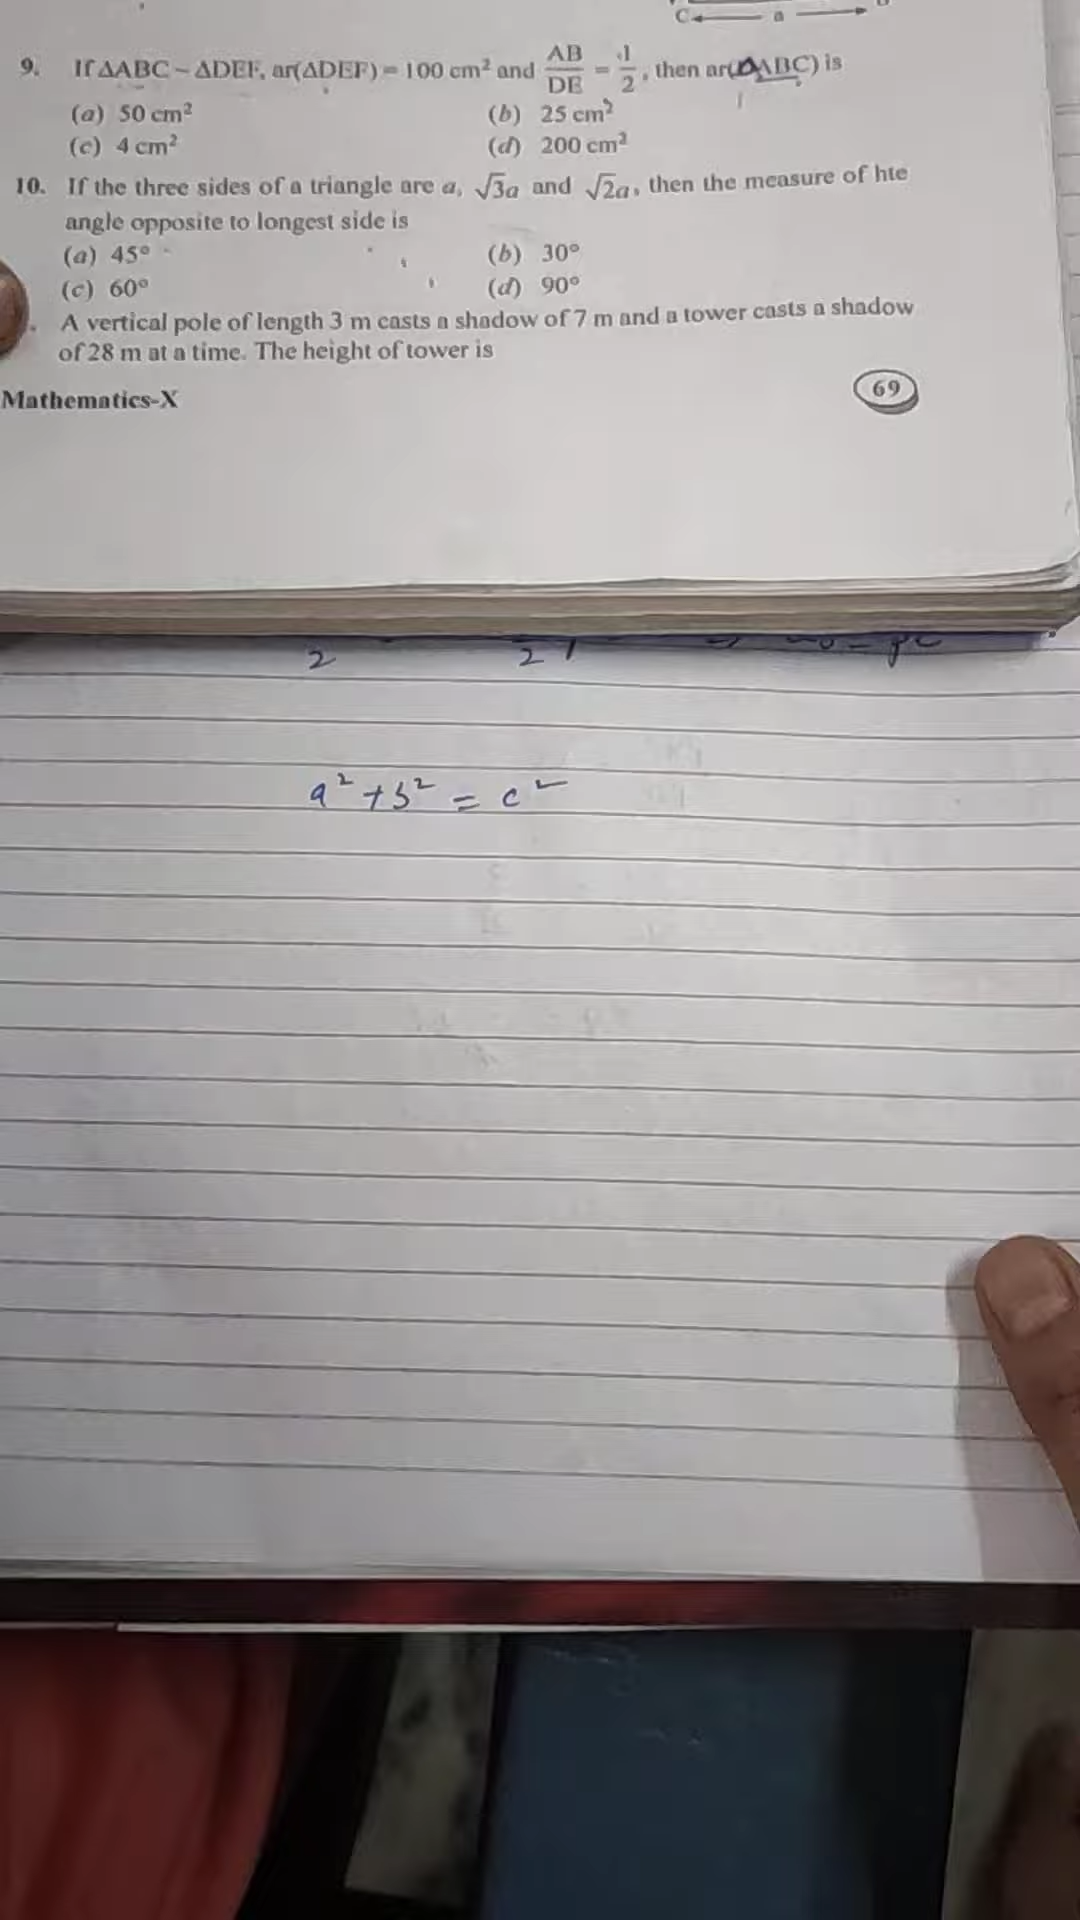 C a
9. If ΔABC ~ ΔDEF, ar(ΔDEF) = 100 cm² and AB/DE = 1/2, then ar(ΔABC) is
(a) 50 cm² (b) 25 cm²
(c) 4 cm² (d) 200 cm²
10. If the three sides of a triangle are a, √3a and √2a, then the measure of hte
angle opposite to longest side is
(a) 45° (b) 30°
(c) 60° (d) 90°
A vertical pole of length 3 m casts a shadow of 7 m and a tower casts a shadow
of 28 m at a time. The height of tower is
Mathematics-X 69
2 2
a² + b² = c²